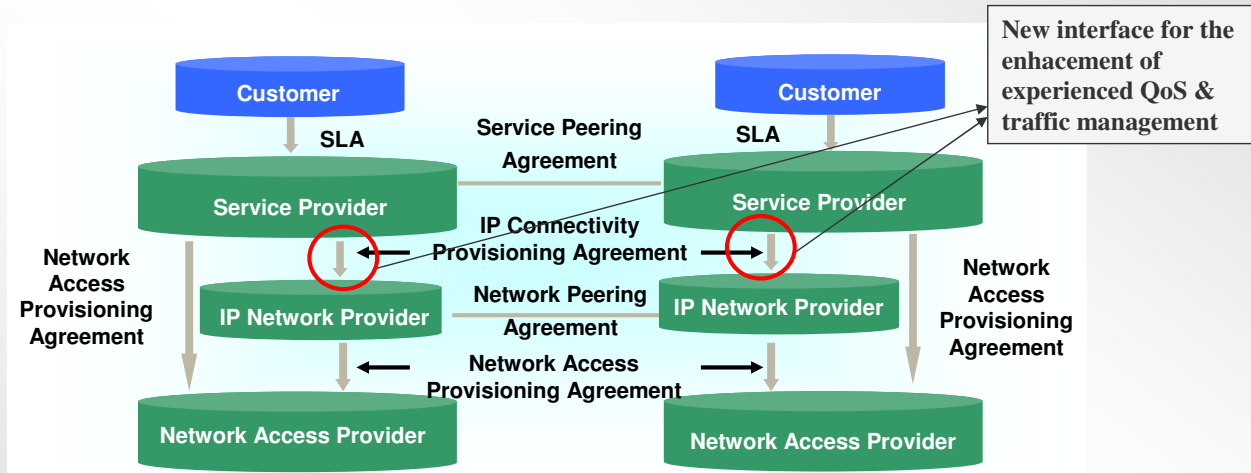 New interface for the
enhacement of
experienced QoS &
traffic management
Customer
Customer
SLA
Service Peering
Agreement
SLA
Service Provider
Service Provider
IP Connectivity
Provisioning Agreement
Network
Access
Provisioning
Agreement
Network
Access
Provisioning
Agreement
IP Network Provider
Network Peering
Agreement
IP Network Provider
Network Access
Provisioning Agreement
Network Access Provider
Network Access Provider